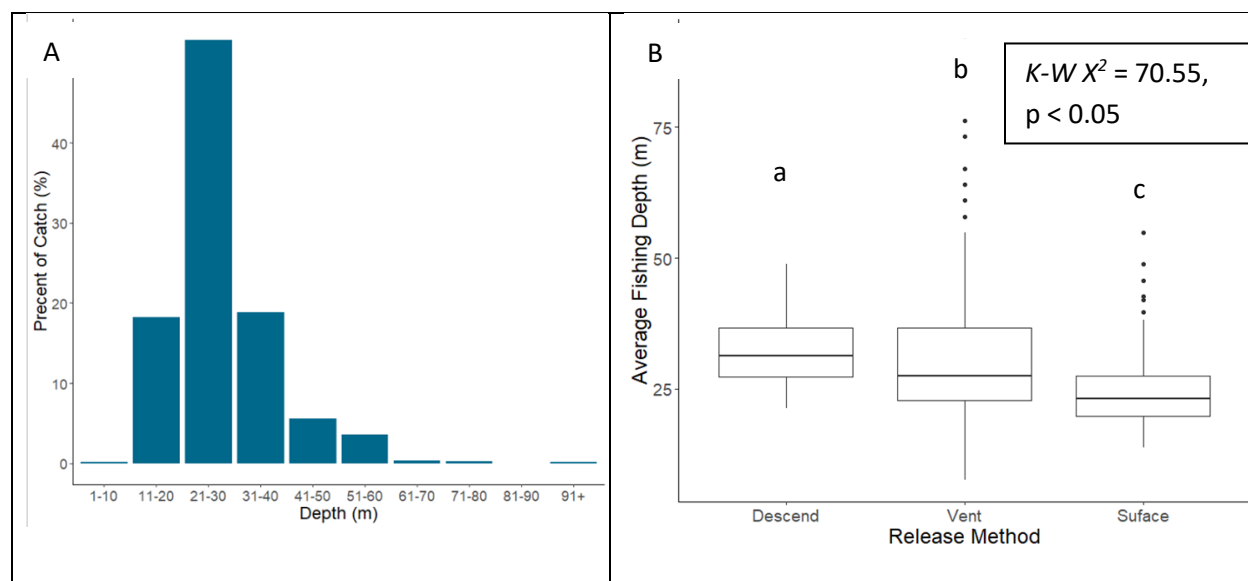 A
Precent of Catch (%)
40
30
20
10
0
1-10 11-20 21-30 31-40 41-50 51-60 61-70 71-80 81-90 91+
Depth (m)
B
K-W X² = 70.55,
p < 0.05
a
b
c
Average Fishing Depth (m)
75
50
25
Descend Vent Suface
Release Method